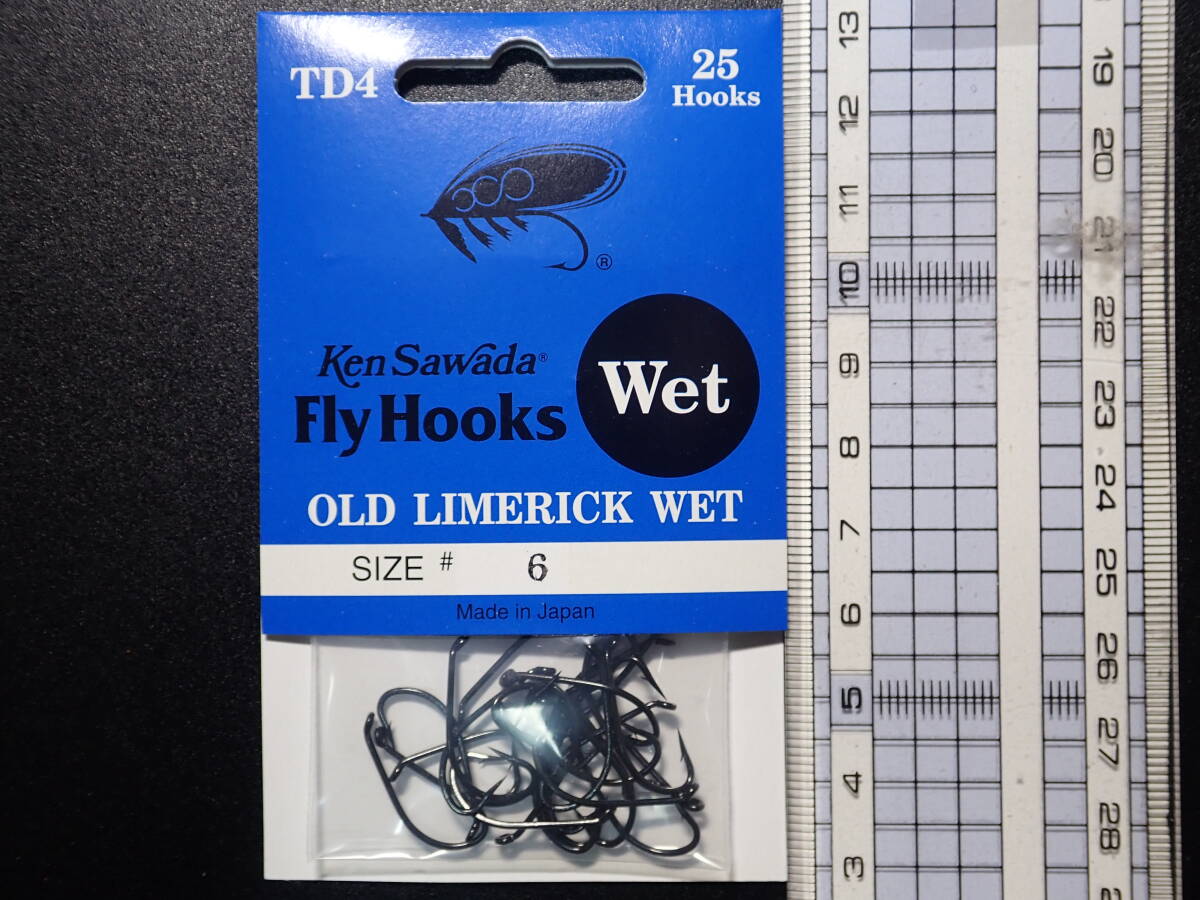 TD4
25
Hooks
®
Ken Sawada®
Fly Hooks
Wet
OLD LIMERICK WET
SIZE # 6
Made in Japan
13
12
11
10
9
8
7
6
5
4
3
19
20
21
22
23
24
25
26
27
28